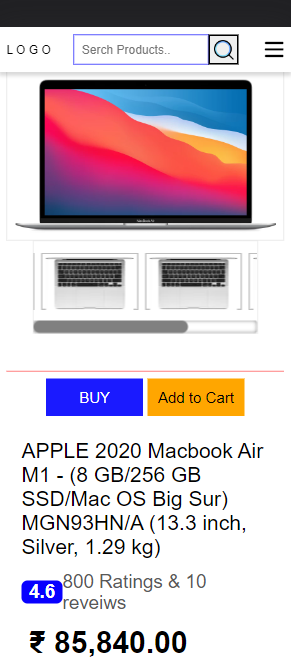 LOGO
Serch Products..
BUY
Add to Cart
APPLE 2020 Macbook Air
M1 - (8 GB/256 GB
SSD/Mac OS Big Sur)
MGN93HN/A (13.3 inch,
Silver, 1.29 kg)
4.6
800 Ratings & 10
reveiws
₹ 85,840.00